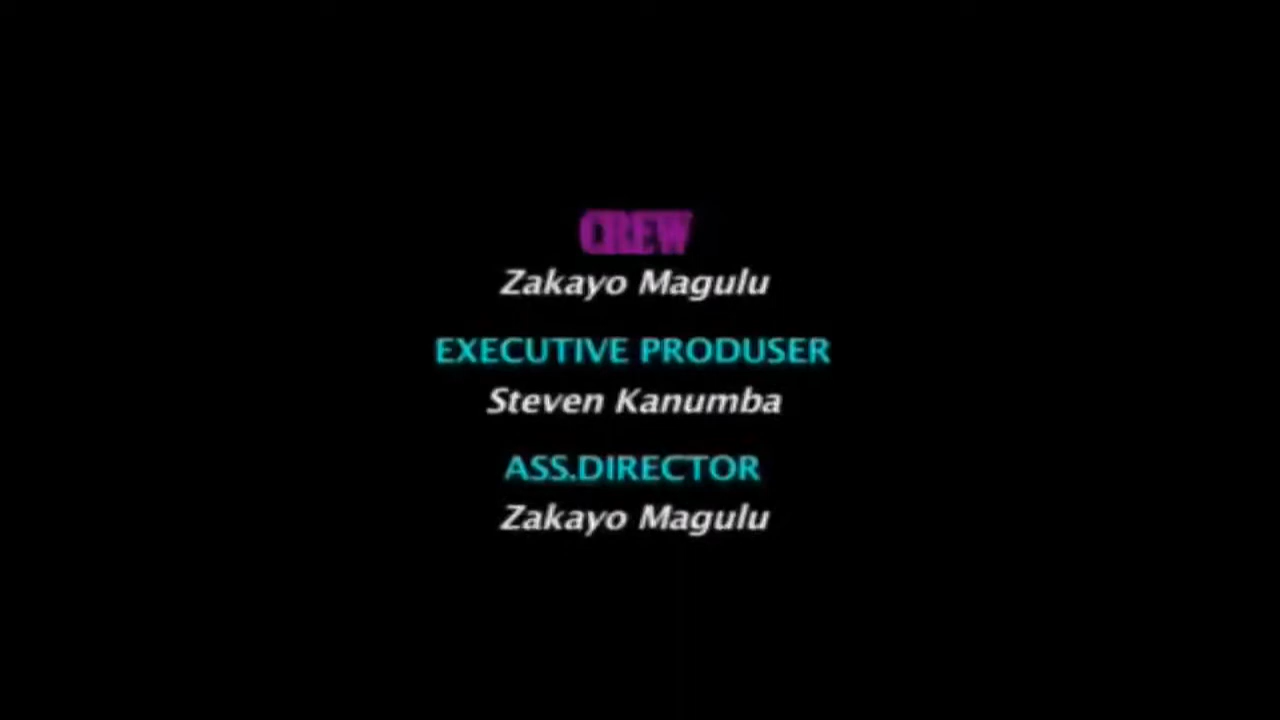 CREW
Zakayo Magulu
EXECUTIVE PRODUSER
Steven Kanumba
ASS.DIRECTOR
Zakayo Magulu